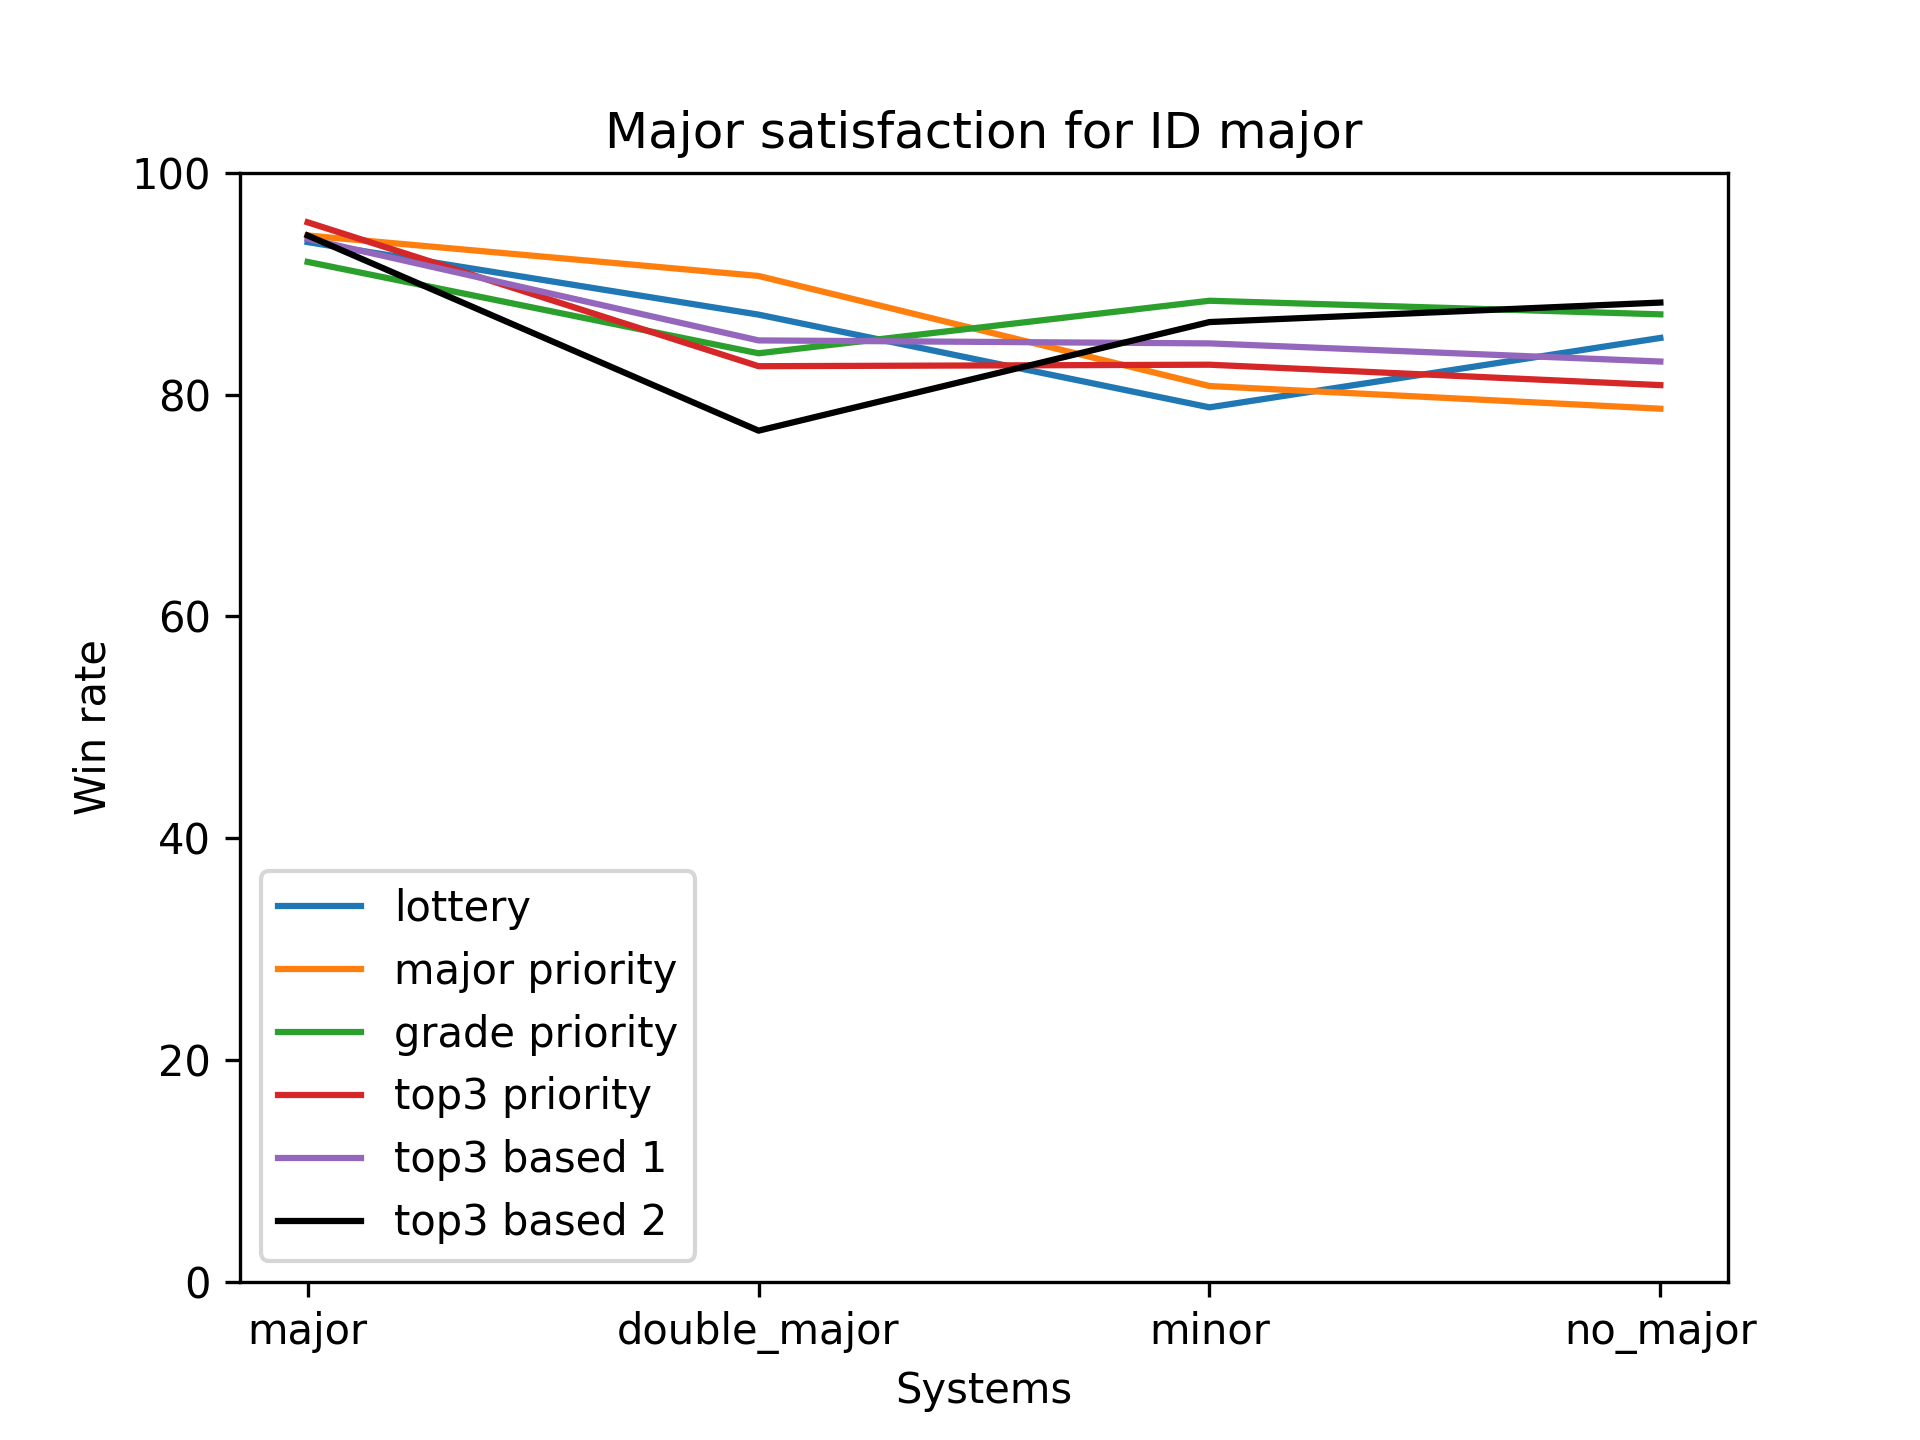 Major satisfaction for ID major
100
80
60
40
20
0
Win rate
lottery
major priority
grade priority
top3 priority
top3 based 1
top3 based 2
major
double_major
minor
no_major
Systems